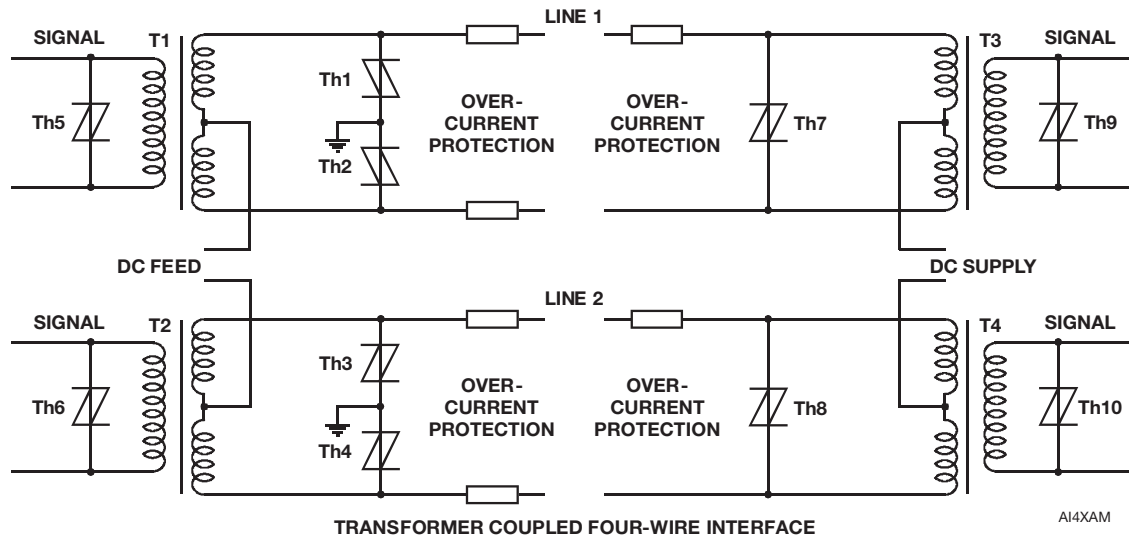 LINE 1
SIGNAL
T1
T3
SIGNAL
Th5
Th1
OVER-
CURRENT
PROTECTION
OVER-
CURRENT
PROTECTION
Th7
Th9
Th2
DC FEED
DC SUPPLY
LINE 2
SIGNAL
T2
T4
SIGNAL
Th6
Th3
OVER-
CURRENT
PROTECTION
OVER-
CURRENT
PROTECTION
Th8
Th10
Th4
TRANSFORMER COUPLED FOUR-WIRE INTERFACE
AI4XAM